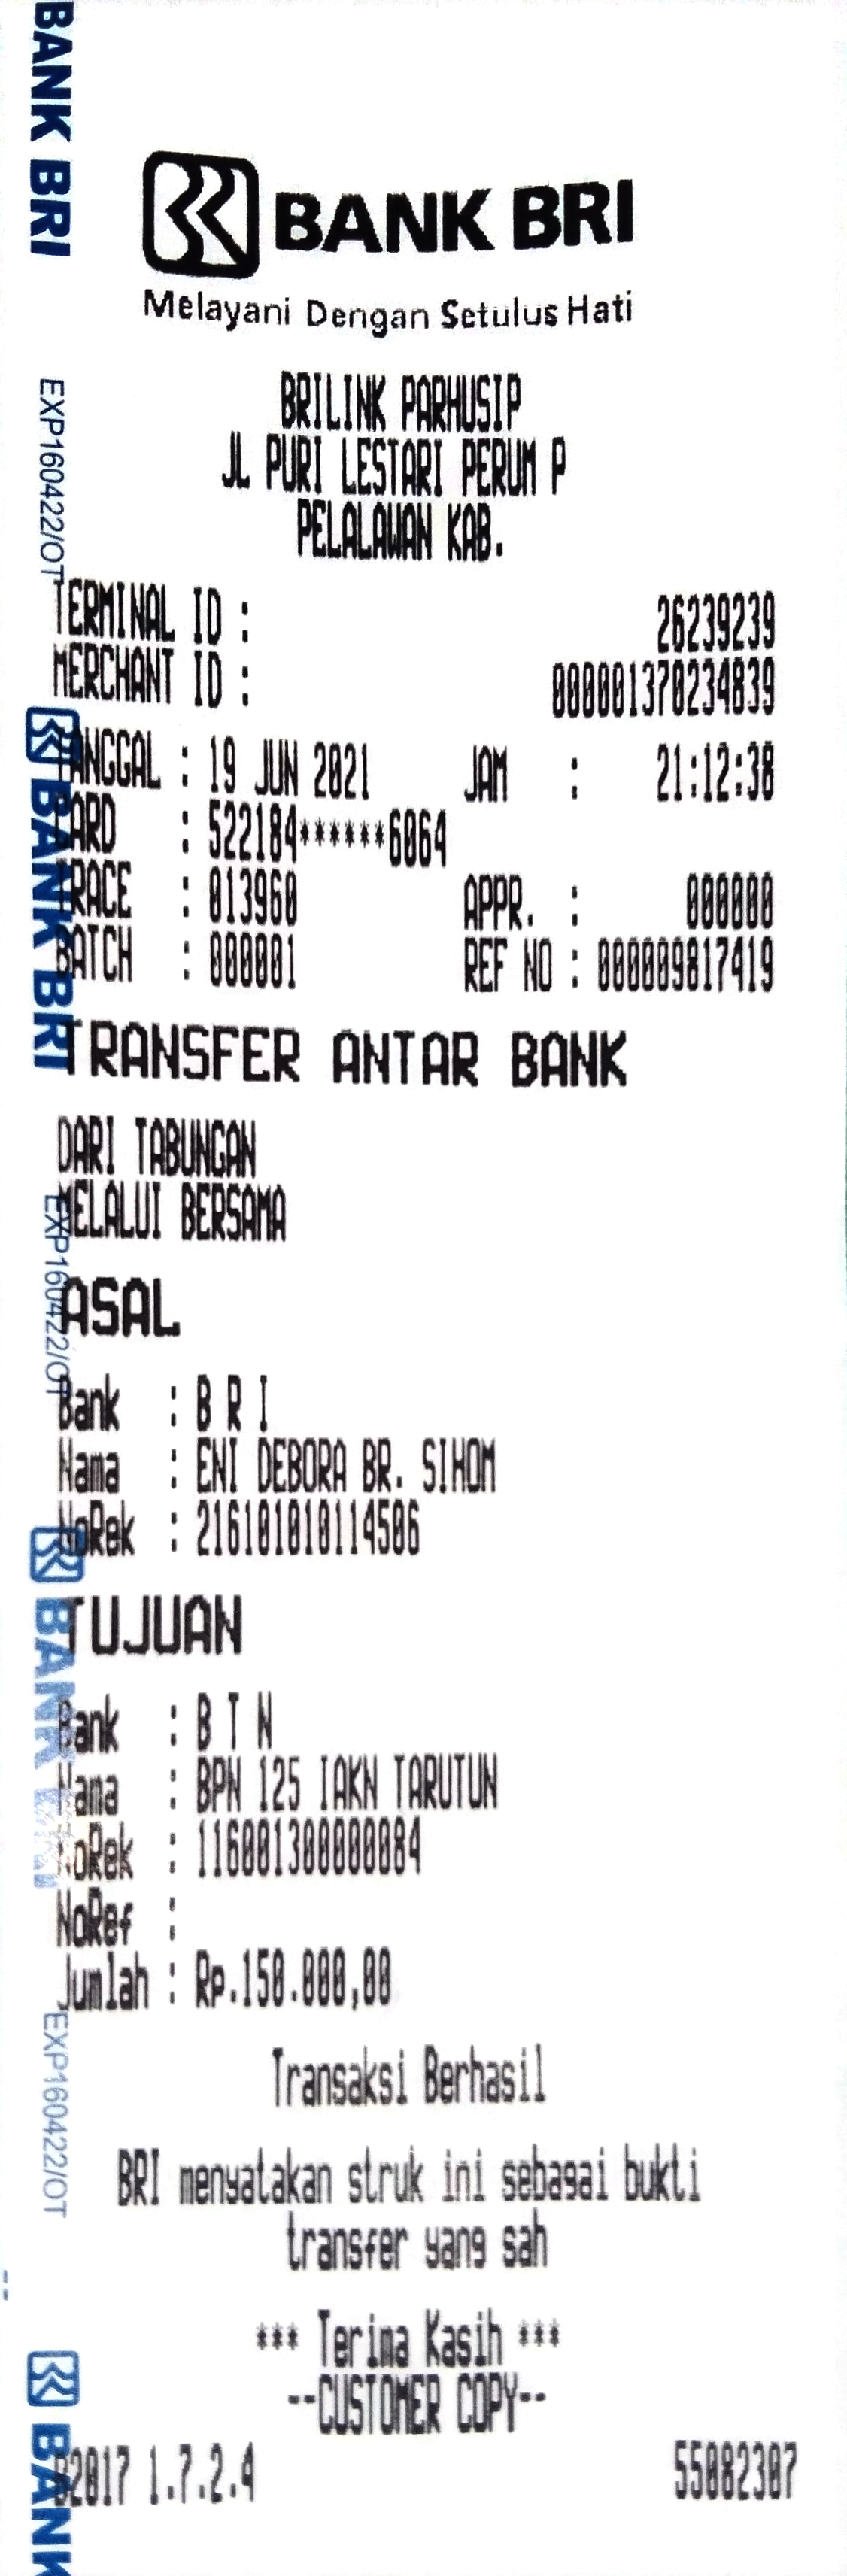 BANK BRI
Melayani Dengan Setulus Hati
BRILINK PARHUSIP
JL PURI LESTARI PERUM P
PELALAWAN KAB.
TERMINAL ID : 26239239
MERCHANT ID : 000001370234839
TANGGAL : 19 JUN 2021 JAM : 21:12:38
CARD : 522184******6064
TRACE : 013960 APPR. : 000000
BATCH : 000001 REF NO : 000009817419
TRANSFER ANTAR BANK
DARI TABUNGAN
MELALUI BERSAMA
ASAL
Bank : B R I
Nama : ENI DEBORA BR. SIHOM
NoRek : 216101010114506
TUJUAN
Bank : B T N
Nama : BPN 125 IAKN TARUTUN
NoRek : 116001300000084
NoRef :
Jumlah : Rp.150.000,00
Transaksi Berhasil
BRI menyatakan struk ini sebagai bukti
transfer yang sah
*** Terima Kasih ***
--CUSTOMER COPY--
2017 1.7.2.4 55082307
BANK BRI
EXP160422/OT
BANK BRI
EXP160422/OT
BANK BRI
EXP160422/OT
BANK